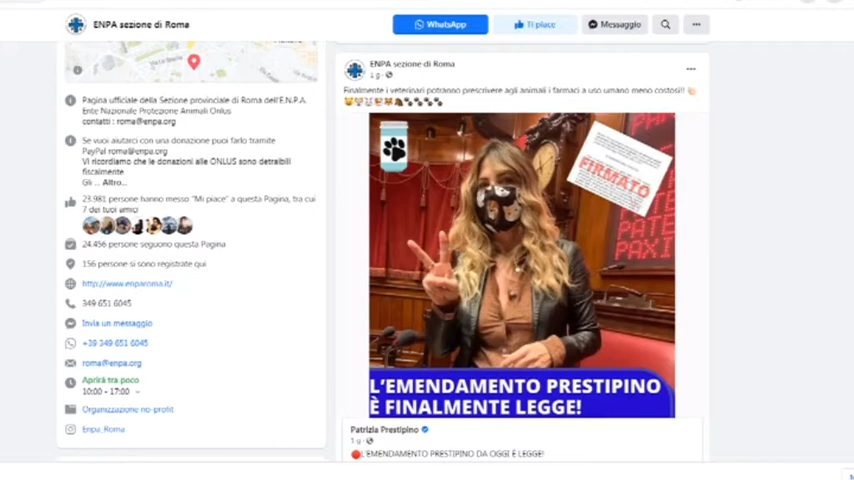 ENPA sezione di Roma
WhatsApp
Ti piace
Messaggio
Pagina ufficiale della Sezione provinciale di Roma dell'E.N.P.A.
Ente Nazionale Protezione Animali Onlus
contatti : roma@enpa.org
Se vuoi aiutarci con una donazione puoi farlo tramite
PayPal roma@enpa.org
Vi ricordiamo che le donazioni alle ONLUS sono detraibili
fiscalmente
Gli ... Altro...
23.981 persone hanno messo "Mi piace" a questa Pagina, tra cui
7 dei tuoi amici
24.456 persone seguono questa Pagina
156 persone si sono registrate qui
http://www.enparoma.it/
349 651 6045
Invia un messaggio
+39 349 651 6045
roma@enpa.org
Aprirà tra poco
10:00 - 17:00
Organizzazione no-profit
Enpa_Roma
ENPA sezione di Roma
1 g
Finalmente i veterinari potranno prescrivere agli animali i farmaci a uso umano meno costosi!!
FIRMATO
PATE
PAXI
L'EMENDAMENTO PRESTIPINO
È FINALMENTE LEGGE!
Patrizia Prestipino
1 g
L'EMENDAMENTO PRESTIPINO DA OGGI È LEGGE!